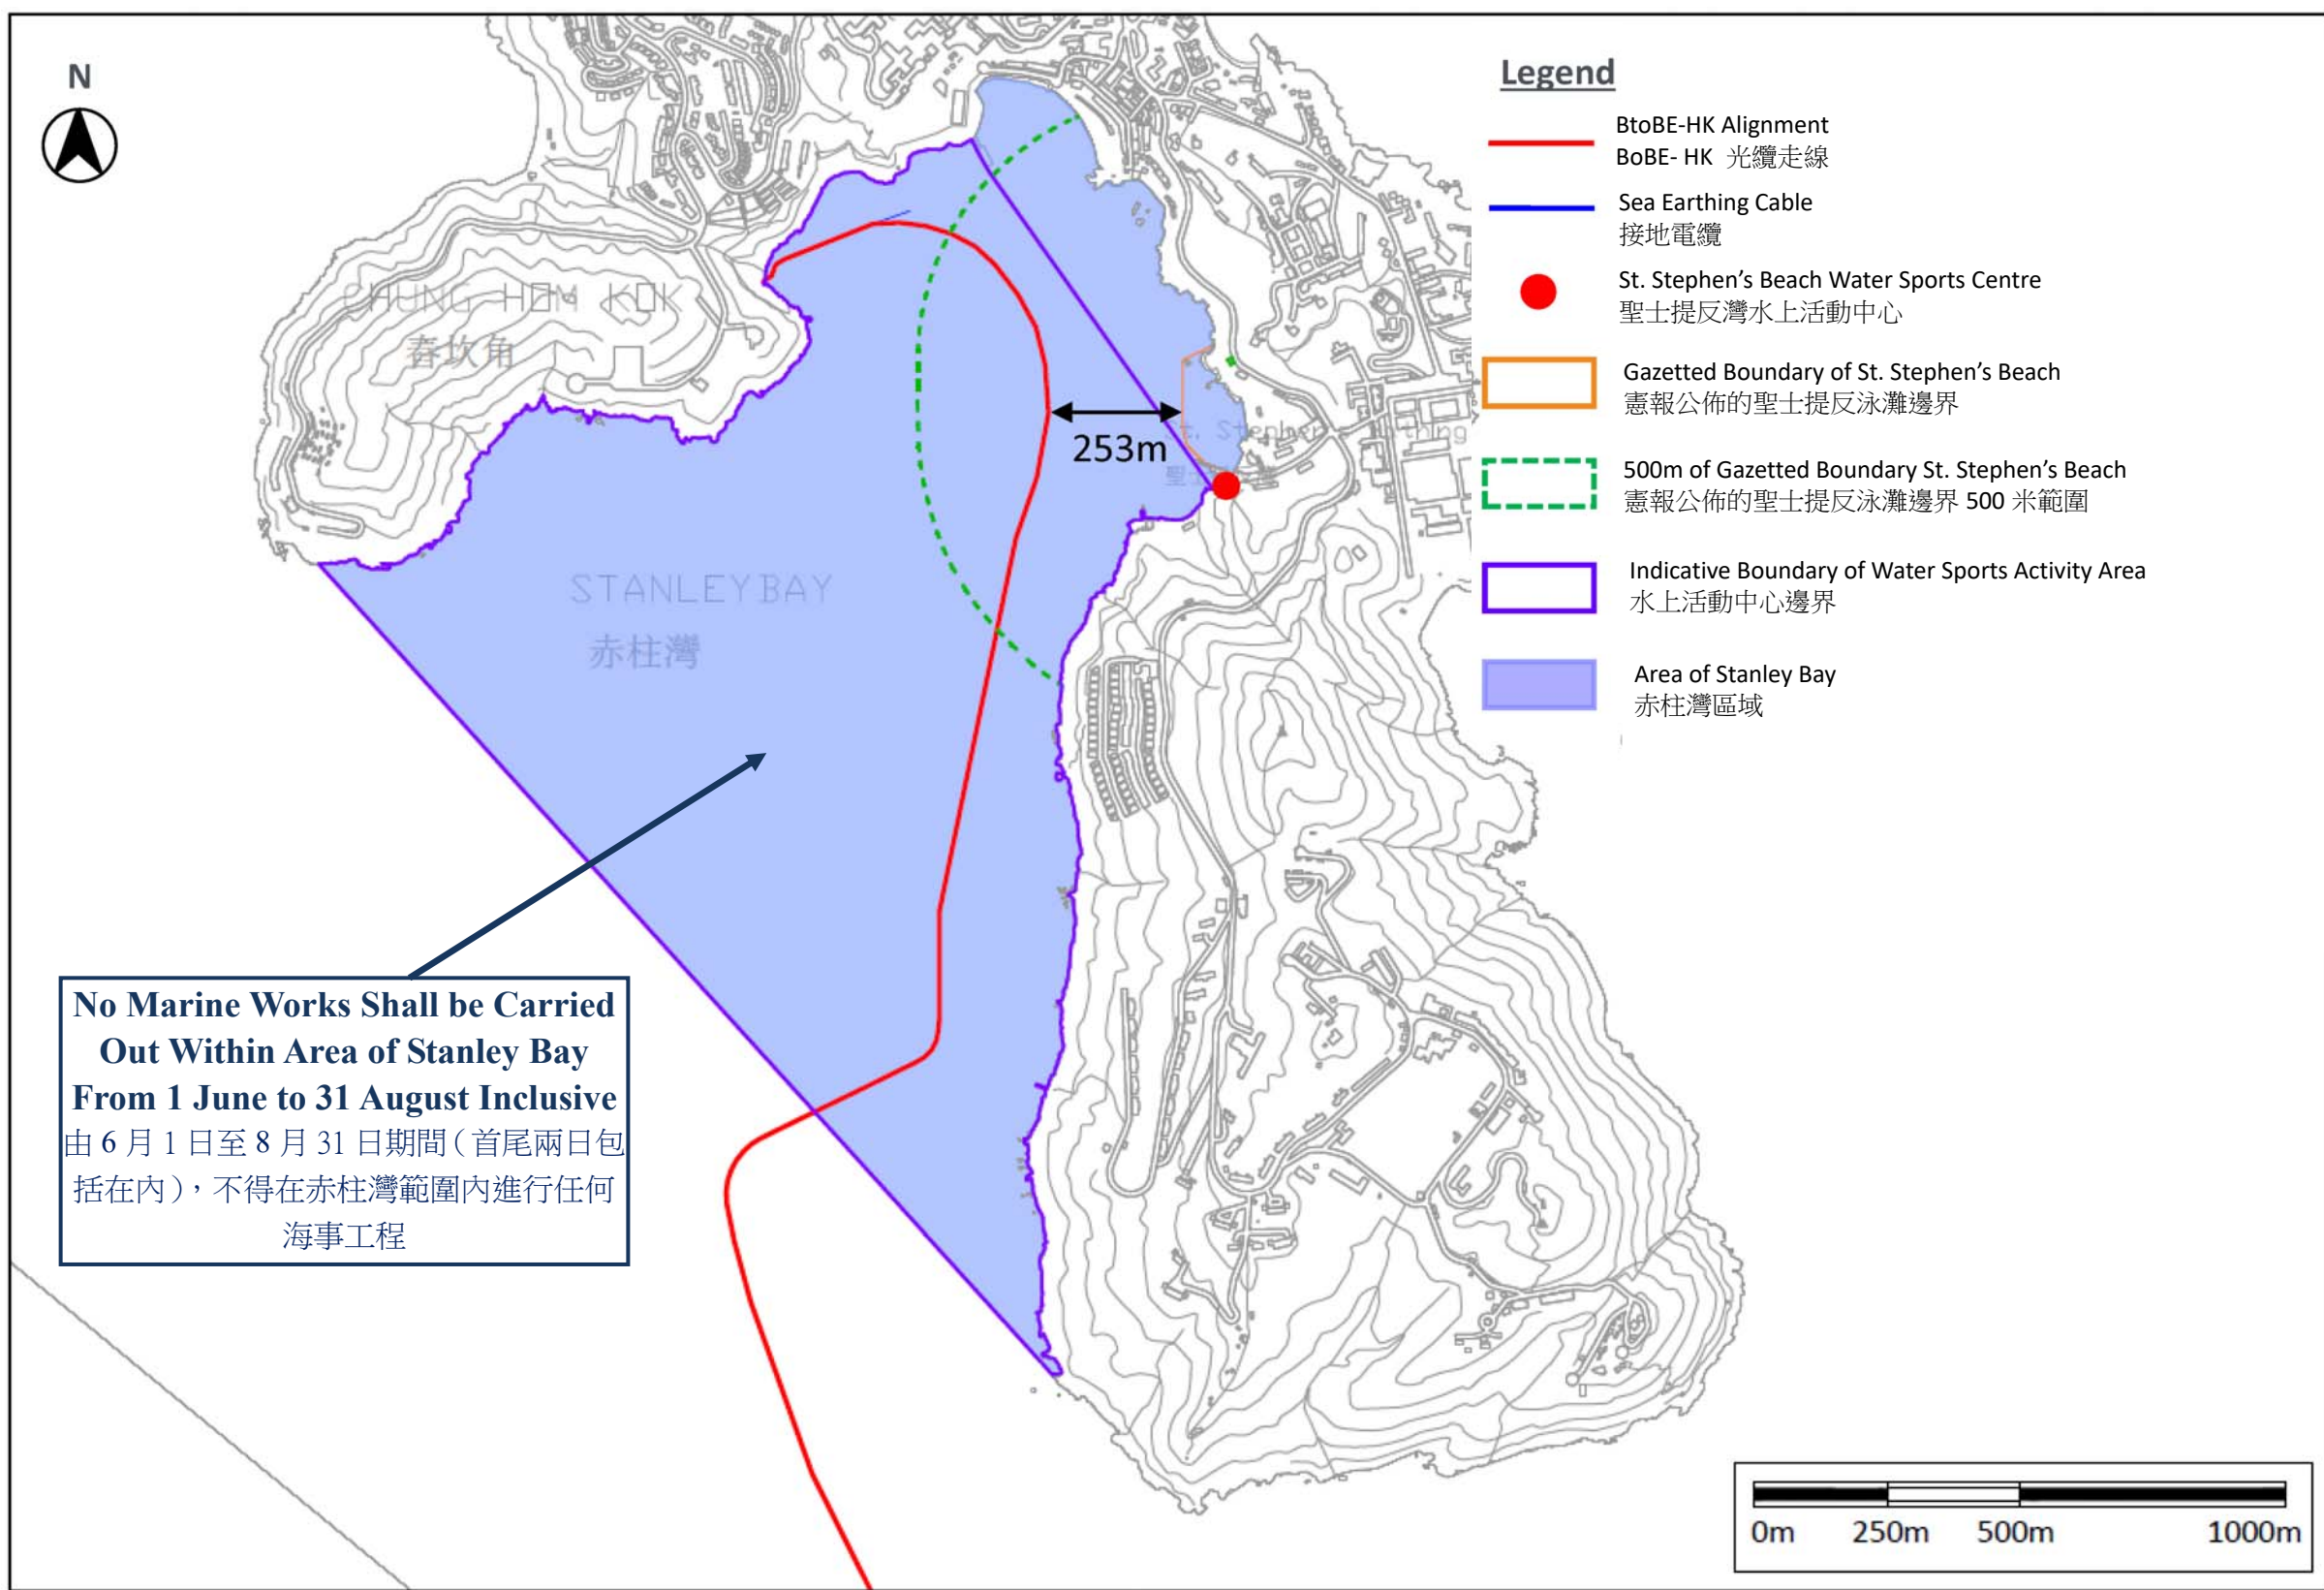 N
CHUNG HOM KOK
舂坎角
STANLEY BAY
赤柱灣
253m
Legend
BtoBE-HK Alignment
BoBE- HK 光纜走線
Sea Earthing Cable
接地電纜
St. Stephen's Beach Water Sports Centre
聖士提反灣水上活動中心
Gazetted Boundary of St. Stephen's Beach
憲報公佈的聖士提反泳灘邊界
500m of Gazetted Boundary St. Stephen's Beach
憲報公佈的聖士提反泳灘邊界 500 米範圍
Indicative Boundary of Water Sports Activity Area
水上活動中心邊界
Area of Stanley Bay
赤柱灣區域
No Marine Works Shall be Carried
Out Within Area of Stanley Bay
From 1 June to 31 August Inclusive
由 6 月 1 日至 8 月 31 日期間（首尾兩日包
括在內），不得在赤柱灣範圍內進行任何
海事工程
0m 250m 500m 1000m